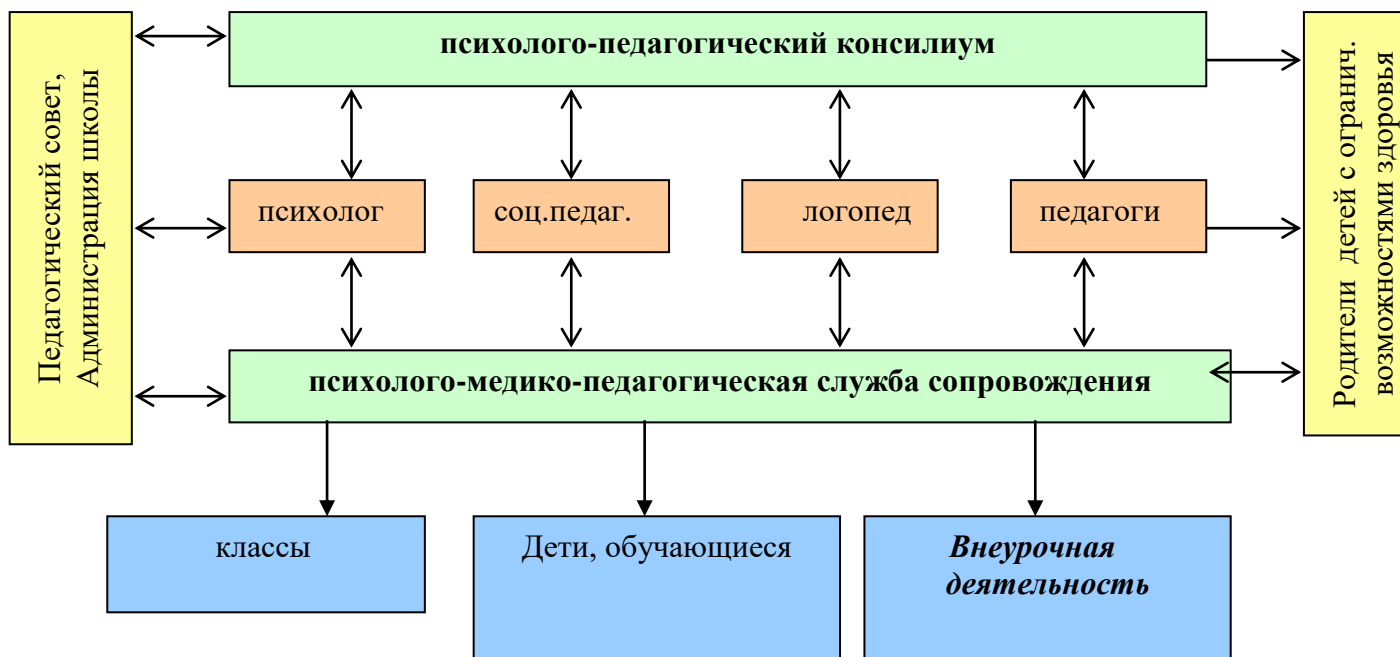 психолого-педагогический консилиум
Педагогический совет,
Администрация школы
Родители детей с огранич.
возможностями здоровья
психолог
соц.педаг.
логопед
педагоги
психолого-медико-педагогическая служба сопровождения
классы
Дети, обучающиеся
Внеурочная
деятельность